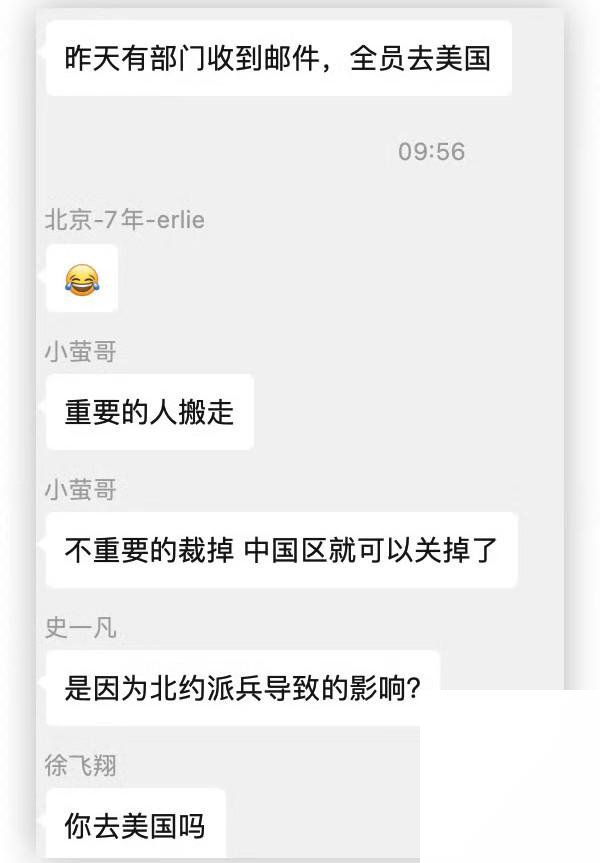 昨天有部门收到邮件，全员去美国
09:56
北京-7年-erlie
😂
小萤哥
重要的人搬走
小萤哥
不重要的裁掉 中国区就可以关掉了
史一凡
是因为北约派兵导致的影响？
徐飞翔
你去美国吗